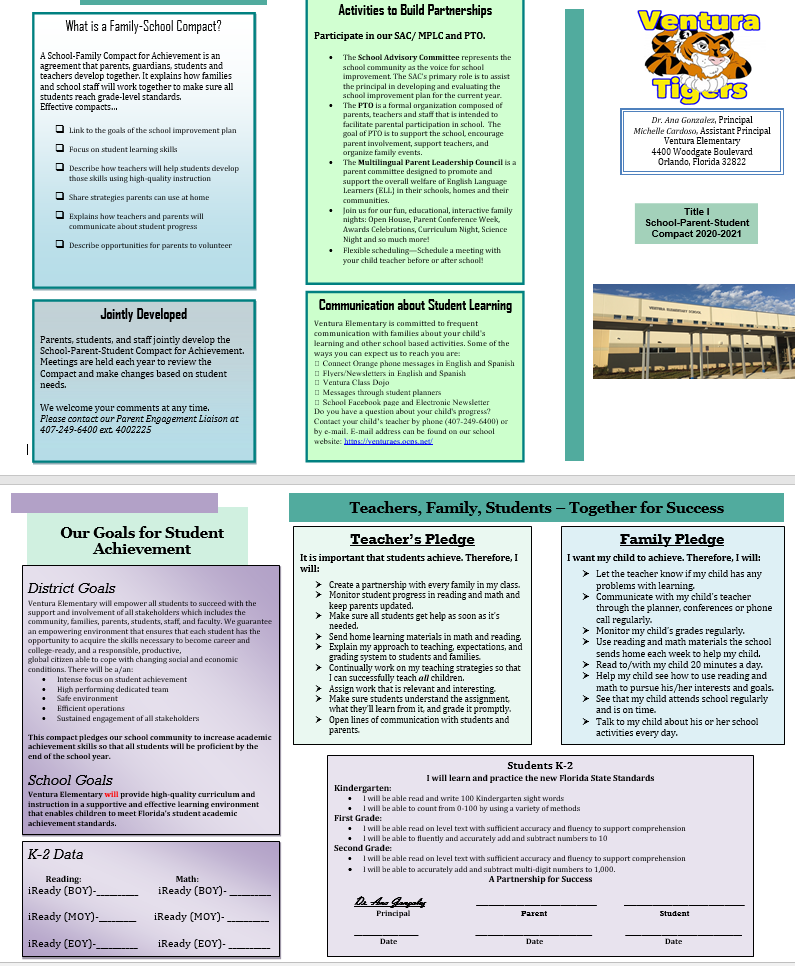 What is a Family-School Compact?
A School-Family Compact for Achievement is an
agreement that parents, guardians, students and
teachers develop together. It explains how families
and school staff will work together to make sure all
students reach grade-level standards.
Effective compacts...
Link to the goals of the school improvement plan
Focus on student learning skills
Describe how teachers will help students develop
those skills using high-quality instruction
Share strategies parents can use at home
Explains how teachers and parents will
communicate about student progress
Describe opportunities for parents to volunteer
Jointly Developed
Parents, students, and staff jointly develop the
School-Parent-Student Compact for Achievement.
Meetings are held each year to review the
Compact and make changes based on student
needs.
We welcome your comments at any time.
Please contact our Parent Engagement Liaison at
407-249-6400 ext. 4002225
Activities to Build Partnerships
Participate in our SAC/ MPLC and PTO.
• The School Advisory Committee represents the
school community as the voice for school
improvement. The SAC's primary role is to assist
the principal in developing and evaluating the
school improvement plan for the current year.
• The PTO is a formal organization composed of
parents, teachers and staff that is intended to
facilitate parental participation in school. The
goal of PTO is to support the school, encourage
parent involvement, support teachers, and
organize family events.
• The Multilingual Parent Leadership Council is a
parent committee designed to promote and
support the overall welfare of English Language
Learners (ELL) in their schools, homes and their
communities.
• Join us for our fun, educational, interactive family
nights: Open House, Parent Conference Week,
Awards Celebrations, Curriculum Night, Science
Night and so much more!
• Flexible scheduling—Schedule a meeting with
your child teacher before or after school!
Communication about Student Learning
Ventura Elementary is committed to frequent
communication with families about your child's
learning and other school based activities. Some of the
ways you can expect us to reach you are:
Connect Orange phone messages in English and Spanish
Flyers/Newsletters in English and Spanish
Ventura Class Dojo
Messages through student planners
School Facebook page and Electronic Newsletter
Do you have a question about your child's progress?
Contact your child's teacher by phone (407-249-6400) or
by e-mail. E-mail address can be found on our school
website: https://venturaes.ocps.net/
Ventura
Tigers
Dr. Ana Gonzalez, Principal
Michelle Cardoso, Assistant Principal
Ventura Elementary
4400 Woodgate Boulevard
Orlando, Florida 32822
Title I
School-Parent-Student
Compact 2020-2021
VENTURA ELEMENTARY SCHOOL
Our Goals for Student
Achievement
District Goals
Ventura Elementary will empower all students to succeed with the
support and involvement of all stakeholders which includes the
community, families, parents, students, staff, and faculty. We guarantee
an empowering environment that ensures that each student has the
opportunity to acquire the skills necessary to become career and
college-ready, and a responsible, productive,
global citizen able to cope with changing social and economic
conditions. There will be a/an:
• Intense focus on student achievement
• High performing dedicated team
• Safe environment
• Efficient operations
• Sustained engagement of all stakeholders
This compact pledges our school community to increase academic
achievement skills so that all students will be proficient by the
end of the school year.
School Goals
Ventura Elementary will provide high-quality curriculum and
instruction in a supportive and effective learning environment
that enables children to meet Florida's student academic
achievement standards.
K-2 Data
Reading: Math:
iReady (BOY)-__________ iReady (BOY)- __________
iReady (MOY)-_________ iReady (MOY)- __________
iReady (EOY)-__________ iReady (EOY)- __________
Teachers, Family, Students – Together for Success
Teacher's Pledge
It is important that students achieve. Therefore, I
will:
Create a partnership with every family in my class.
Monitor student progress in reading and math and
keep parents updated.
Make sure all students get help as soon as it's
needed.
Send home learning materials in math and reading.
Explain my approach to teaching, expectations, and
grading system to students and families.
Continually work on my teaching strategies so that
I can successfully teach all children.
Assign work that is relevant and interesting.
Make sure students understand the assignment,
what they'll learn from it, and grade it promptly.
Open lines of communication with students and
parents.
Family Pledge
I want my child to achieve. Therefore, I will:
Let the teacher know if my child has any
problems with learning.
Communicate with my child's teacher
through the planner, conferences or phone
call regularly.
Monitor my child's grades regularly.
Use reading and math materials the school
sends home each week to help my child.
Read to/with my child 20 minutes a day.
Help my child see how to use reading and
math to pursue his/her interests and goals.
See that my child attends school regularly
and is on time.
Talk to my child about his or her school
activities every day.
Students K-2
I will learn and practice the new Florida State Standards
Kindergarten:
• I will be able read and write 100 Kindergarten sight words
• I will be able to count from 0-100 by using a variety of methods
First Grade:
• I will be able read on level text with sufficient accuracy and fluency to support comprehension
• I will be able to fluently and accurately add and subtract numbers to 10
Second Grade:
• I will be able read on level text with sufficient accuracy and fluency to support comprehension
• I will be able to accurately add and subtract multi-digit numbers to 1,000.
A Partnership for Success
Dr. Ana Gonzalez
Principal Parent Student
Date Date Date